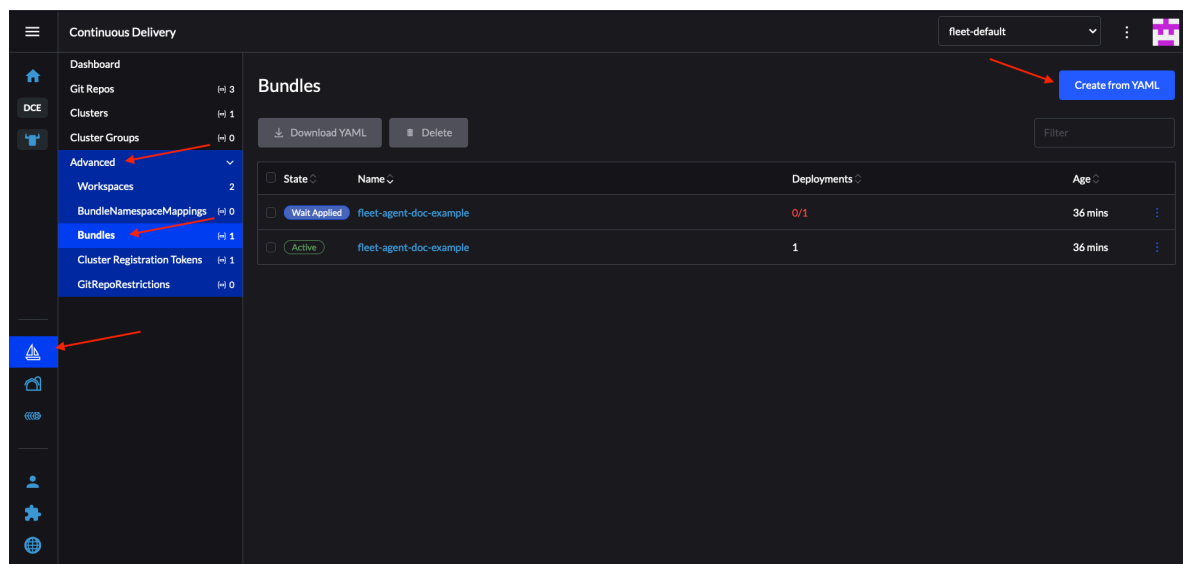 Continuous Delivery
fleet-default
DCE
Dashboard
Git Repos 3
Clusters 1
Cluster Groups 0
Advanced
Workspaces 2
BundleNamespaceMappings 0
Bundles 1
Cluster Registration Tokens 1
GitRepoRestrictions 0
Bundles
Create from YAML
Download YAML
Delete
Filter
State Name Deployments Age
Wait Applied fleet-agent-doc-example 0/1 36 mins
Active fleet-agent-doc-example 1 36 mins